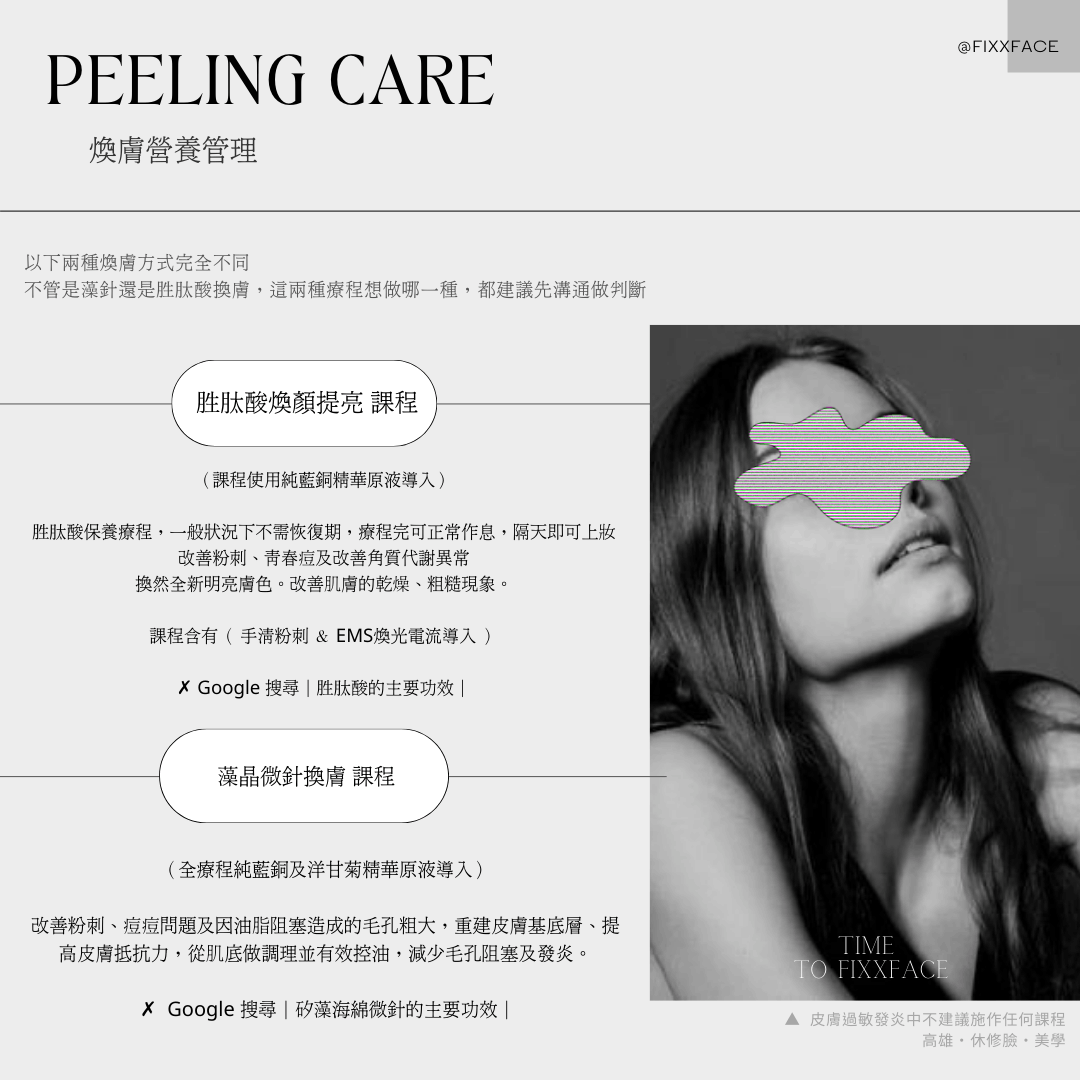 PEELING CARE
@FIXXFACE
煥膚營養管理
以下兩種煥膚方式完全不同
不管是藻針還是胜肽酸換膚，這兩種療程想做哪一種，都建議先溝通做判斷
胜肽酸煥顏提亮 課程
（課程使用純藍銅精華原液導入）
胜肽酸保養療程，一般狀況下不需恢復期，療程完可正常作息，隔天即可上妝
改善粉刺、青春痘及改善角質代謝異常
換然全新明亮膚色。改善肌膚的乾燥、粗糙現象。
課程含有（ 手清粉刺 & EMS煥光電流導入 ）
✗ Google 搜尋｜胜肽酸的主要功效｜
藻晶微針換膚 課程
（全療程純藍銅及洋甘菊精華原液導入）
改善粉刺、痘痘問題及因油脂阻塞造成的毛孔粗大，重建皮膚基底層、提
高皮膚抵抗力，從肌底做調理並有效控油，減少毛孔阻塞及發炎。
✗ Google 搜尋｜矽藻海綿微針的主要功效｜
TIME
TO FIXXFACE
▲ 皮膚過敏發炎中不建議施作任何課程
高雄・休修臉・美學